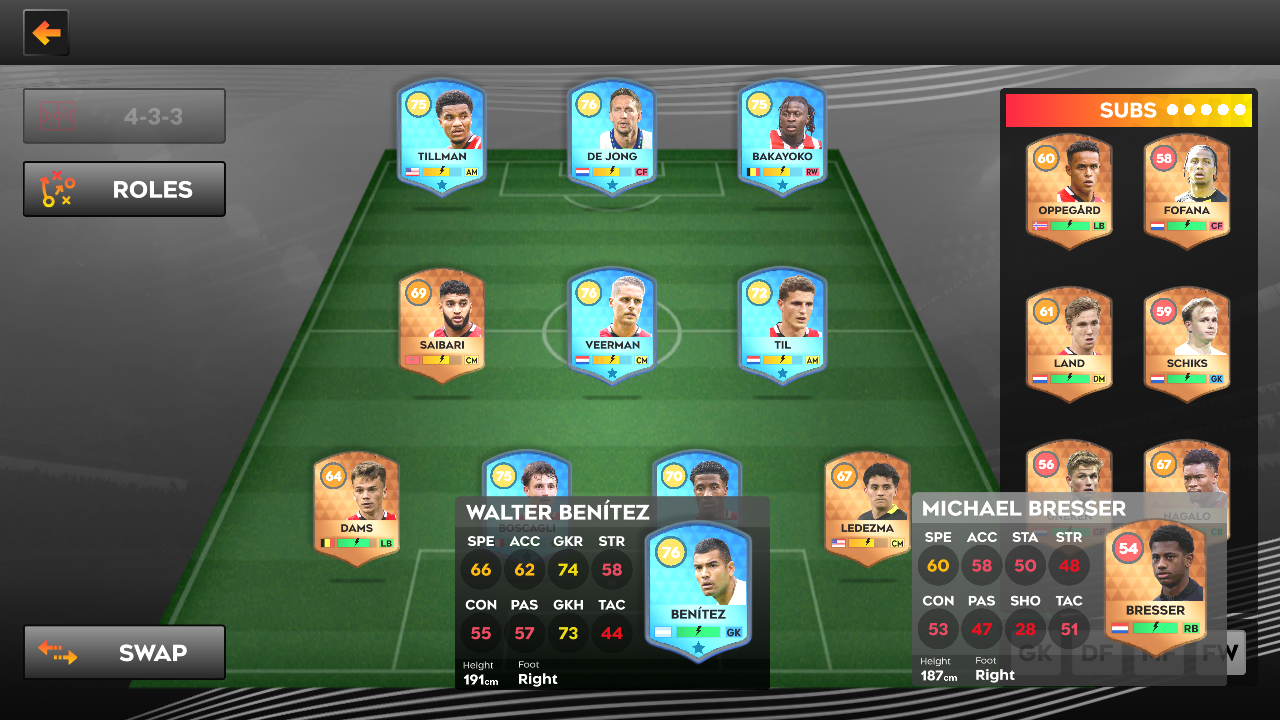 4-3-3
ROLES
75
TILLMAN
AM
76
DE JONG
CF
75
BAKAYOKO
RW
69
SAIBARI
CM
76
VEERMAN
CM
72
TIL
AM
64
DAMS
LB
75
BOSCAGLI
70
67
LEDEZMA
CM
SUBS
60
OPPEGÅRD
LB
58
FOFANA
CF
61
LAND
DM
59
SCHIKS
GK
56
67
NAGALO
CB
WALTER BENÍTEZ
SPE ACC GKR STR
66 62 74 58
CON PAS GKH TAC
55 57 73 44
Height Foot
191cm Right
76
BENÍTEZ
GK
MICHAEL BRESSER
SPE ACC STA STR
60 58 50 48
CON PAS SHO TAC
53 47 28 51
Height Foot
187cm Right
54
BRESSER
RB
GK DF MF FW
SWAP